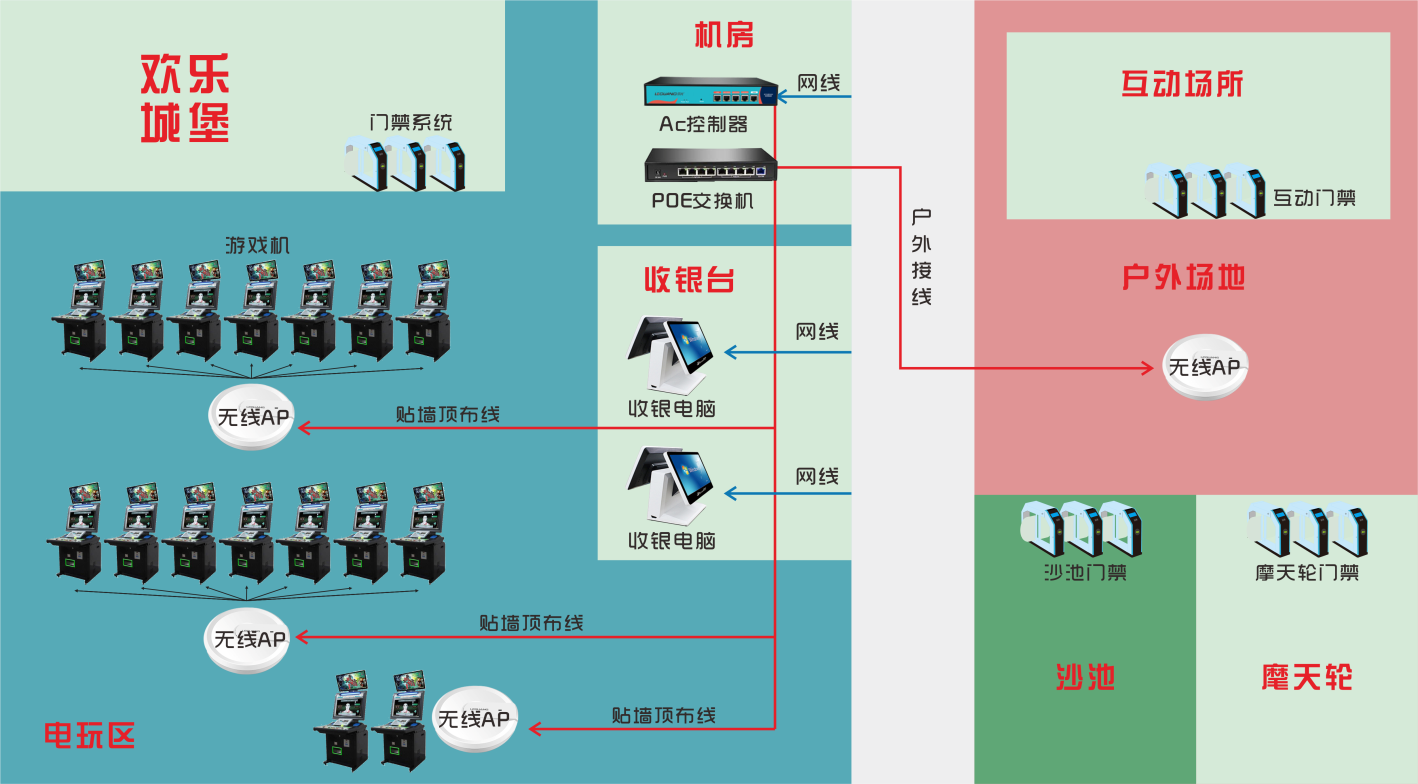 欢乐
城堡
门禁系统
机房
网线
Ac控制器
POE交换机
户外接线
互动场所
互动门禁
户外场地
无线AP
游戏机
无线AP
贴墙顶布线
收银台
网线
收银电脑
网线
收银电脑
无线AP
贴墙顶布线
无线AP
贴墙顶布线
电玩区
沙池门禁
沙池
摩天轮门禁
摩天轮